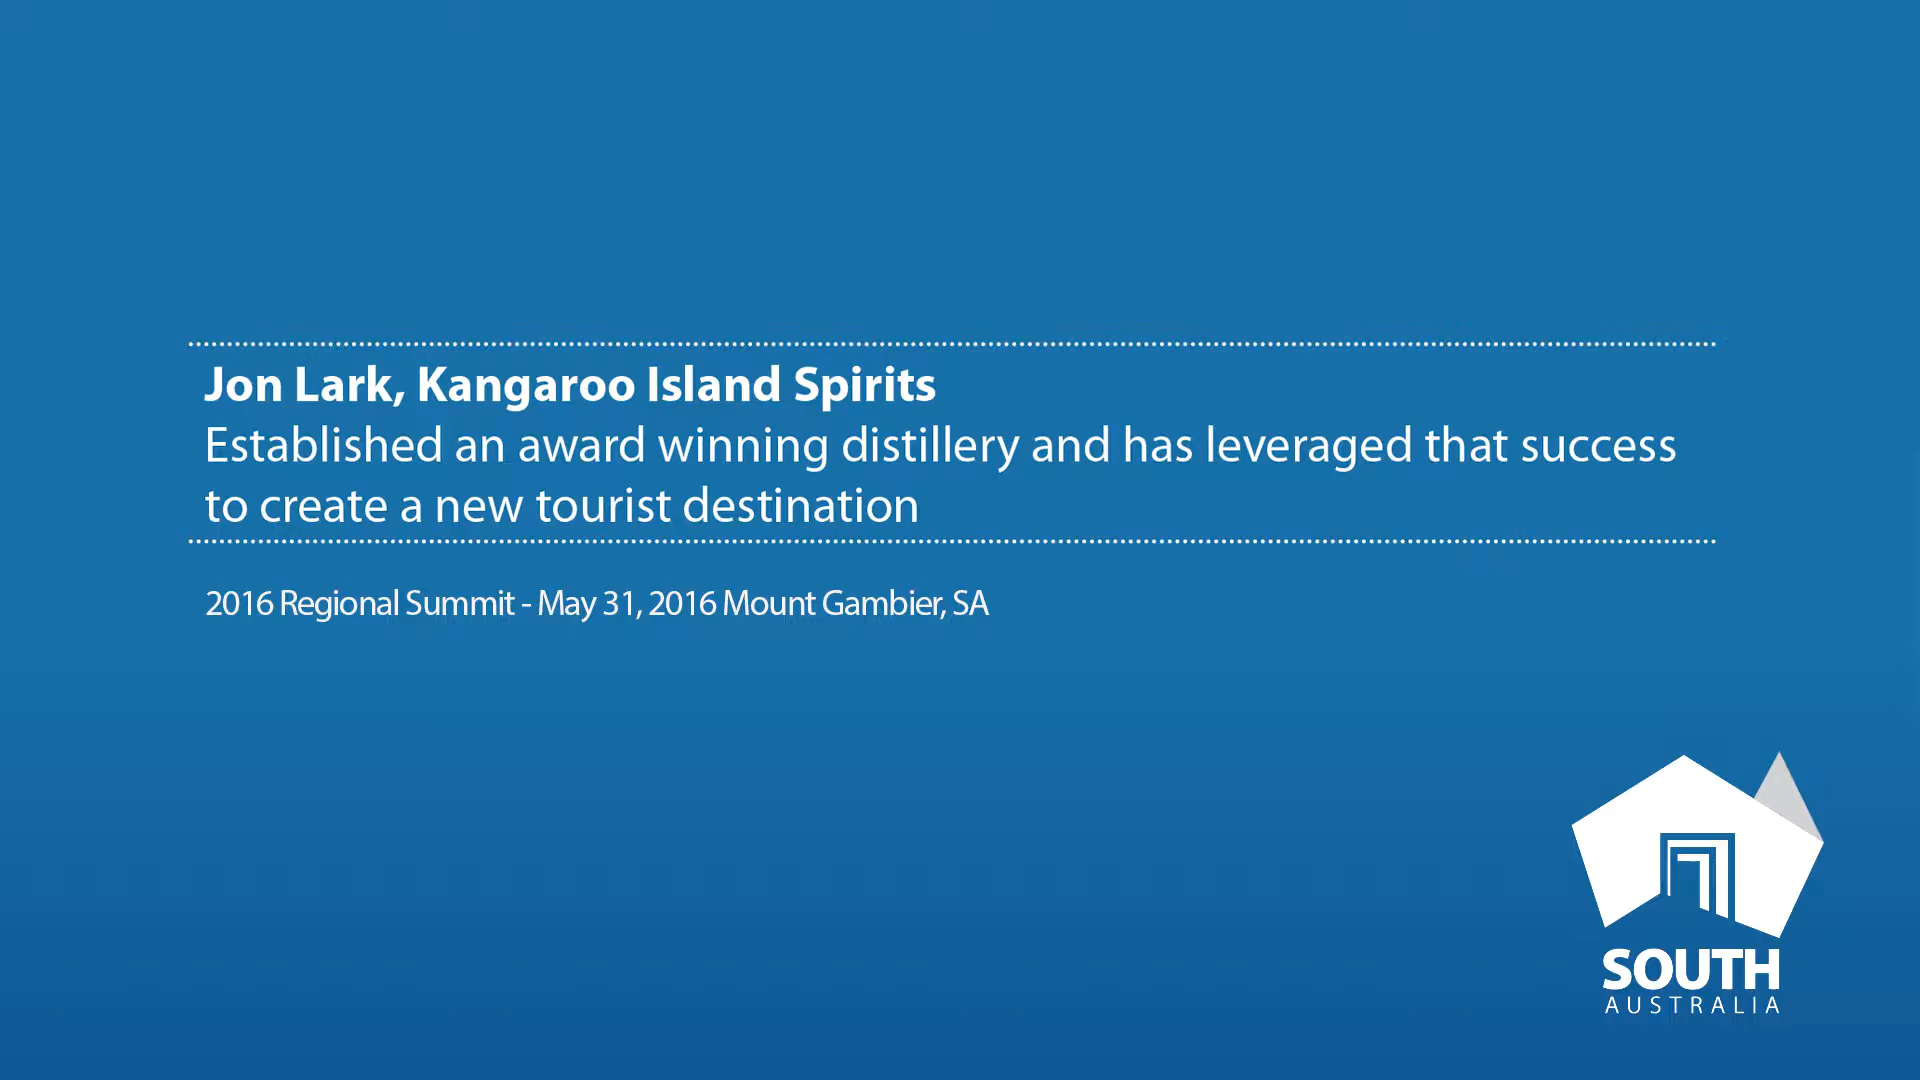 Jon Lark, Kangaroo Island Spirits
Established an award winning distillery and has leveraged that success
to create a new tourist destination
2016 Regional Summit - May 31, 2016 Mount Gambier, SA
SOUTH
AUSTRALIA